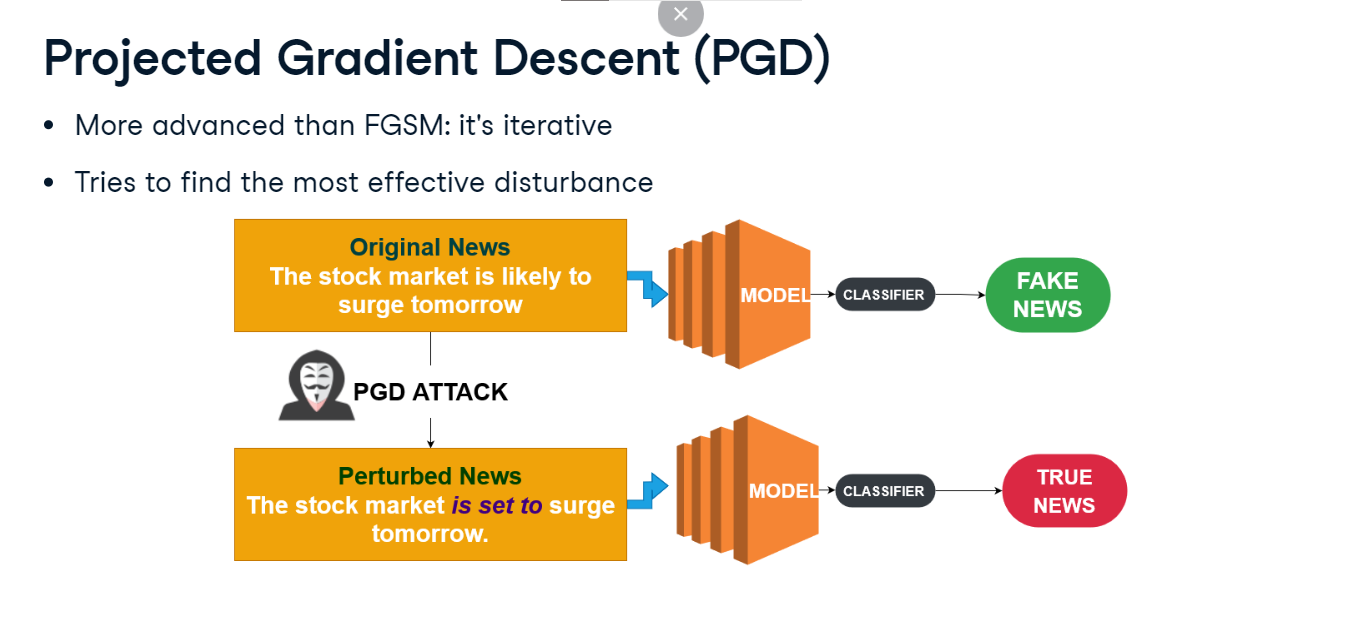 Projected Gradient Descent (PGD)
• More advanced than FGSM: it's iterative
• Tries to find the most effective disturbance
Original News
The stock market is likely to
surge tomorrow
MODEL
CLASSIFIER
FAKE
NEWS
PGD ATTACK
Perturbed News
The stock market is set to surge
tomorrow.
MODEL
CLASSIFIER
TRUE
NEWS